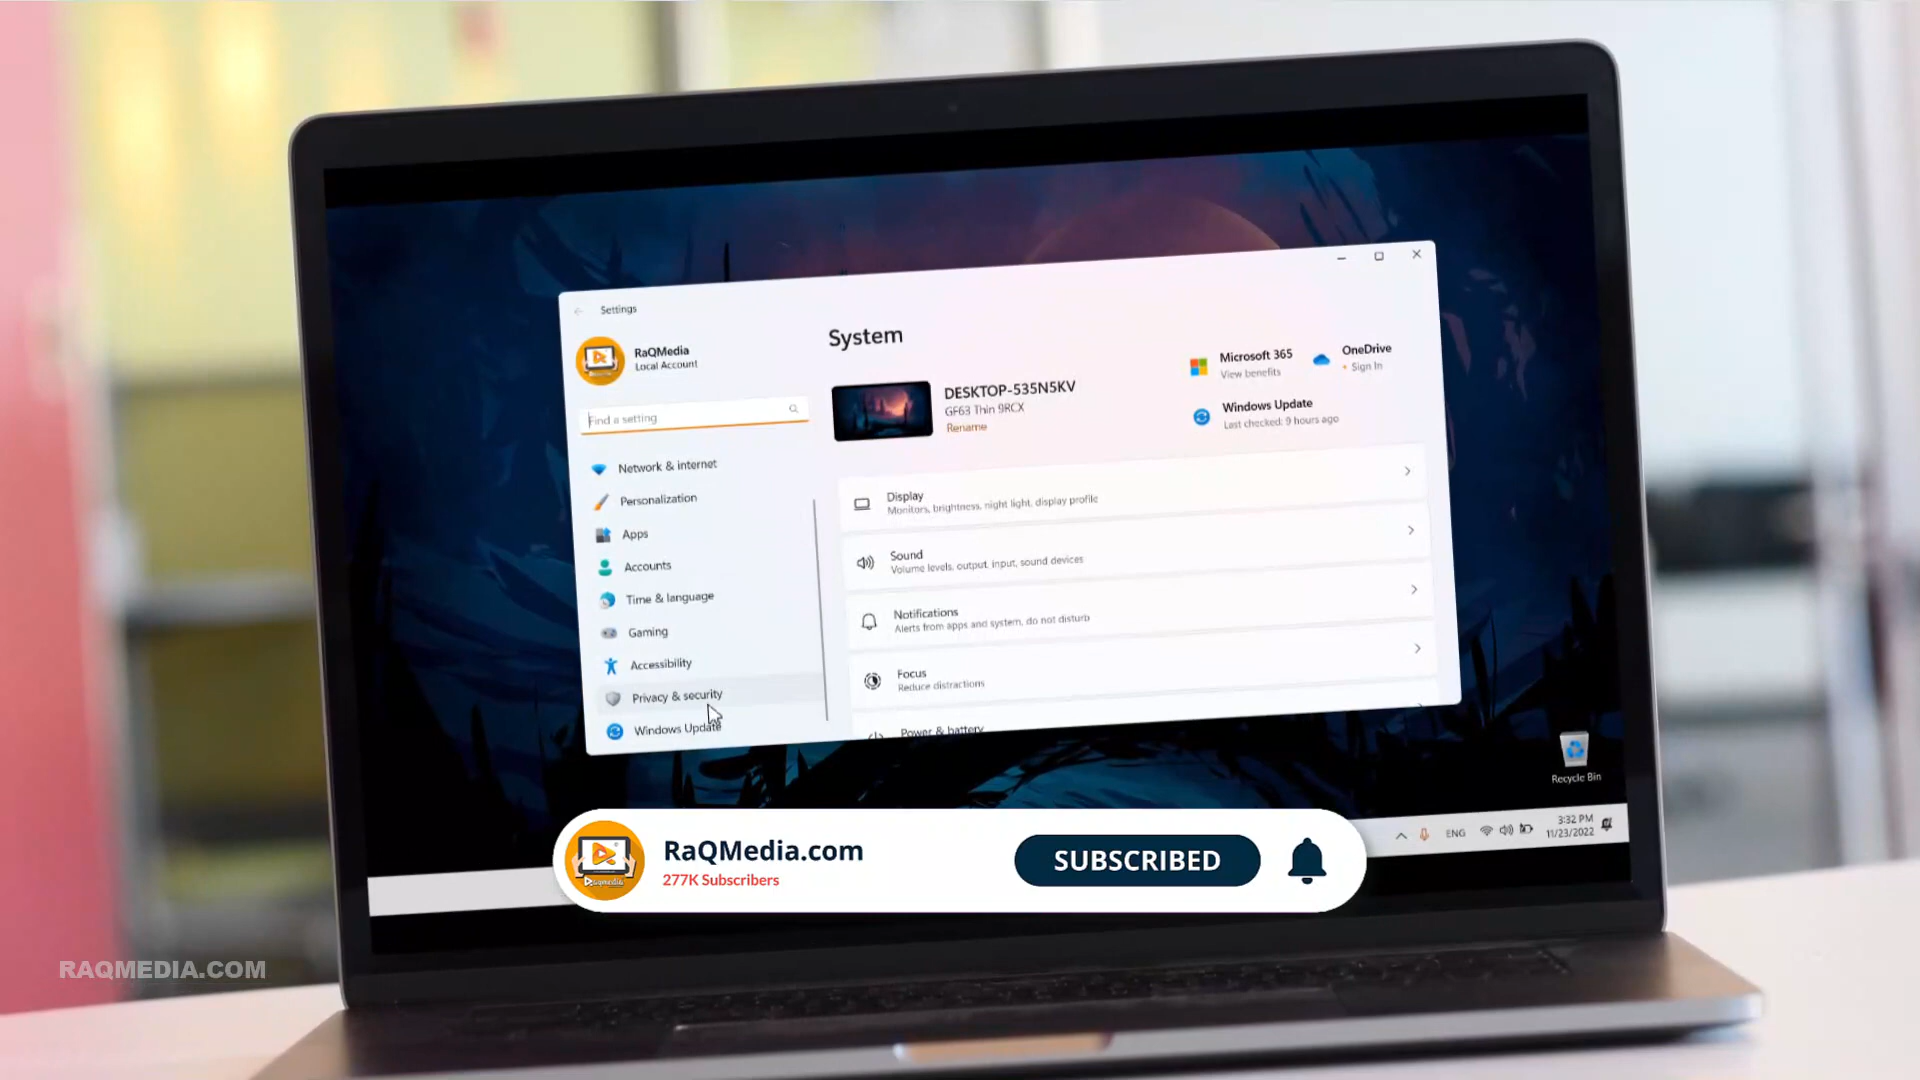 Settings
RaQMedia
Local Account
Find a setting
Network & internet
Personalization
Apps
Accounts
Time & language
Gaming
Accessibility
Privacy & security
Windows Update
System
DESKTOP-535N5KV
GF63 Thin 9RCX
Rename
Microsoft 365
View benefits
OneDrive
• Sign In
Windows Update
Last checked: 9 hours ago
Display
Monitors, brightness, night light, display profile
Sound
Volume levels, output, input, sound devices
Notifications
Alerts from apps and system, do not disturb
Focus
Reduce distractions
Power & battery
Recycle Bin
ENG
3:32 PM
11/23/2022
Raqmedia
RaQMedia.com
277K Subscribers
SUBSCRIBED
RAQMEDIA.COM